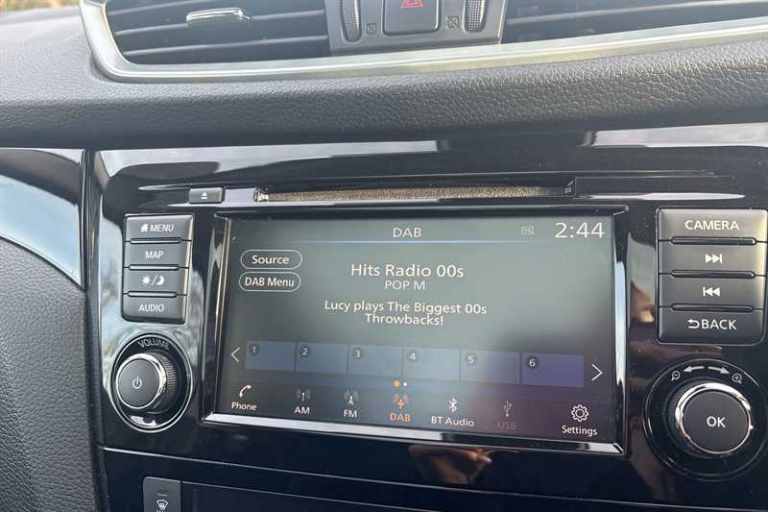 DAB
2:44
MENU
MAP
AUDIO
VOLUME
Source
DAB Menu
Hits Radio 00s
POP M
Lucy plays The Biggest 00s
Throwbacks!
1 2 3 4 5 6
Phone
AM
FM
DAB
BT Audio
USB
Settings
CAMERA
BACK
OK